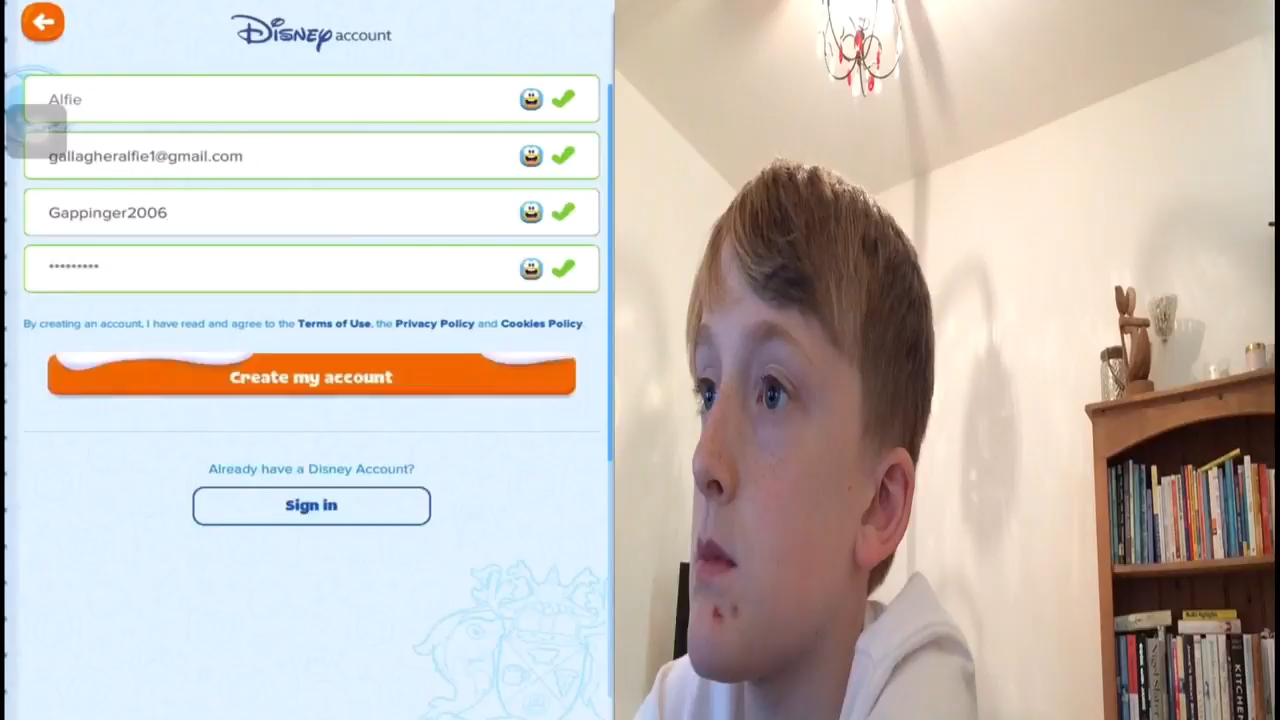 Disney account
Alfie
gallagheralfie1@gmail.com
Gappinger2006
•••••••••
By creating an account, I have read and agree to the Terms of Use, the Privacy Policy and Cookies Policy.
Create my account
Already have a Disney Account?
Sign in
KITCHEN